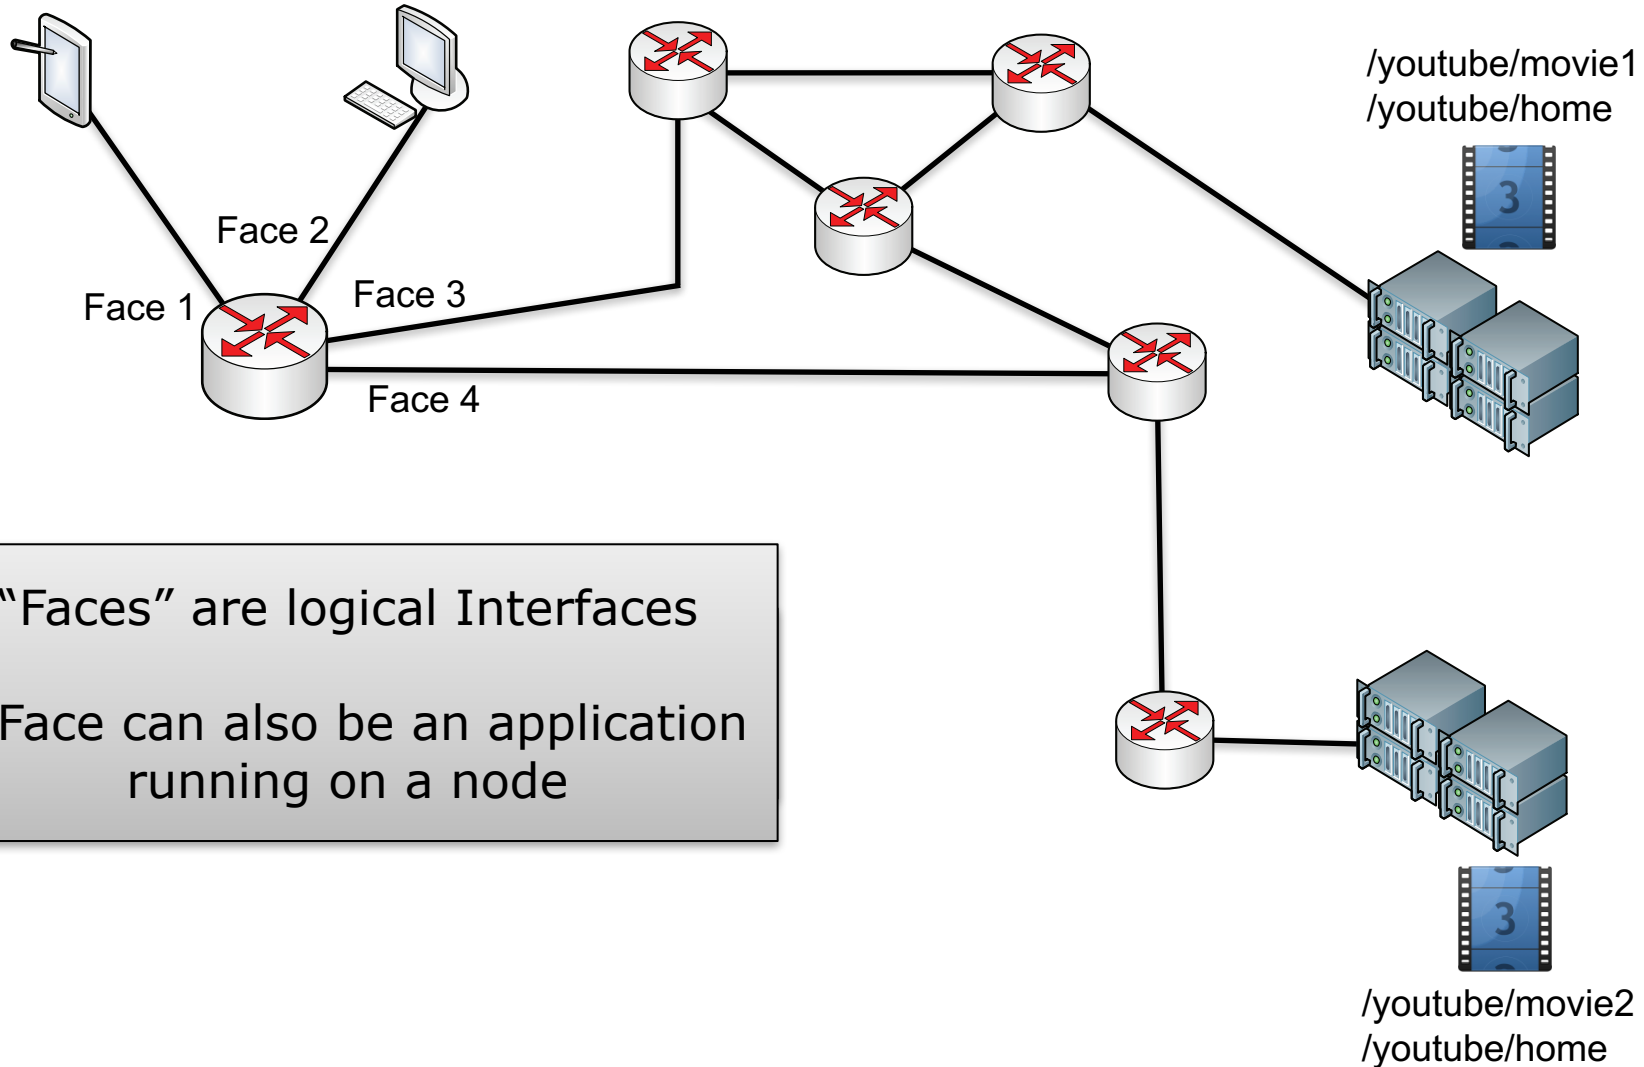 /youtube/movie1
/youtube/home
3
Face 2
Face 1
Face 3
Face 4
“Faces” are logical Interfaces
Face can also be an application
running on a node
3
/youtube/movie2
/youtube/home